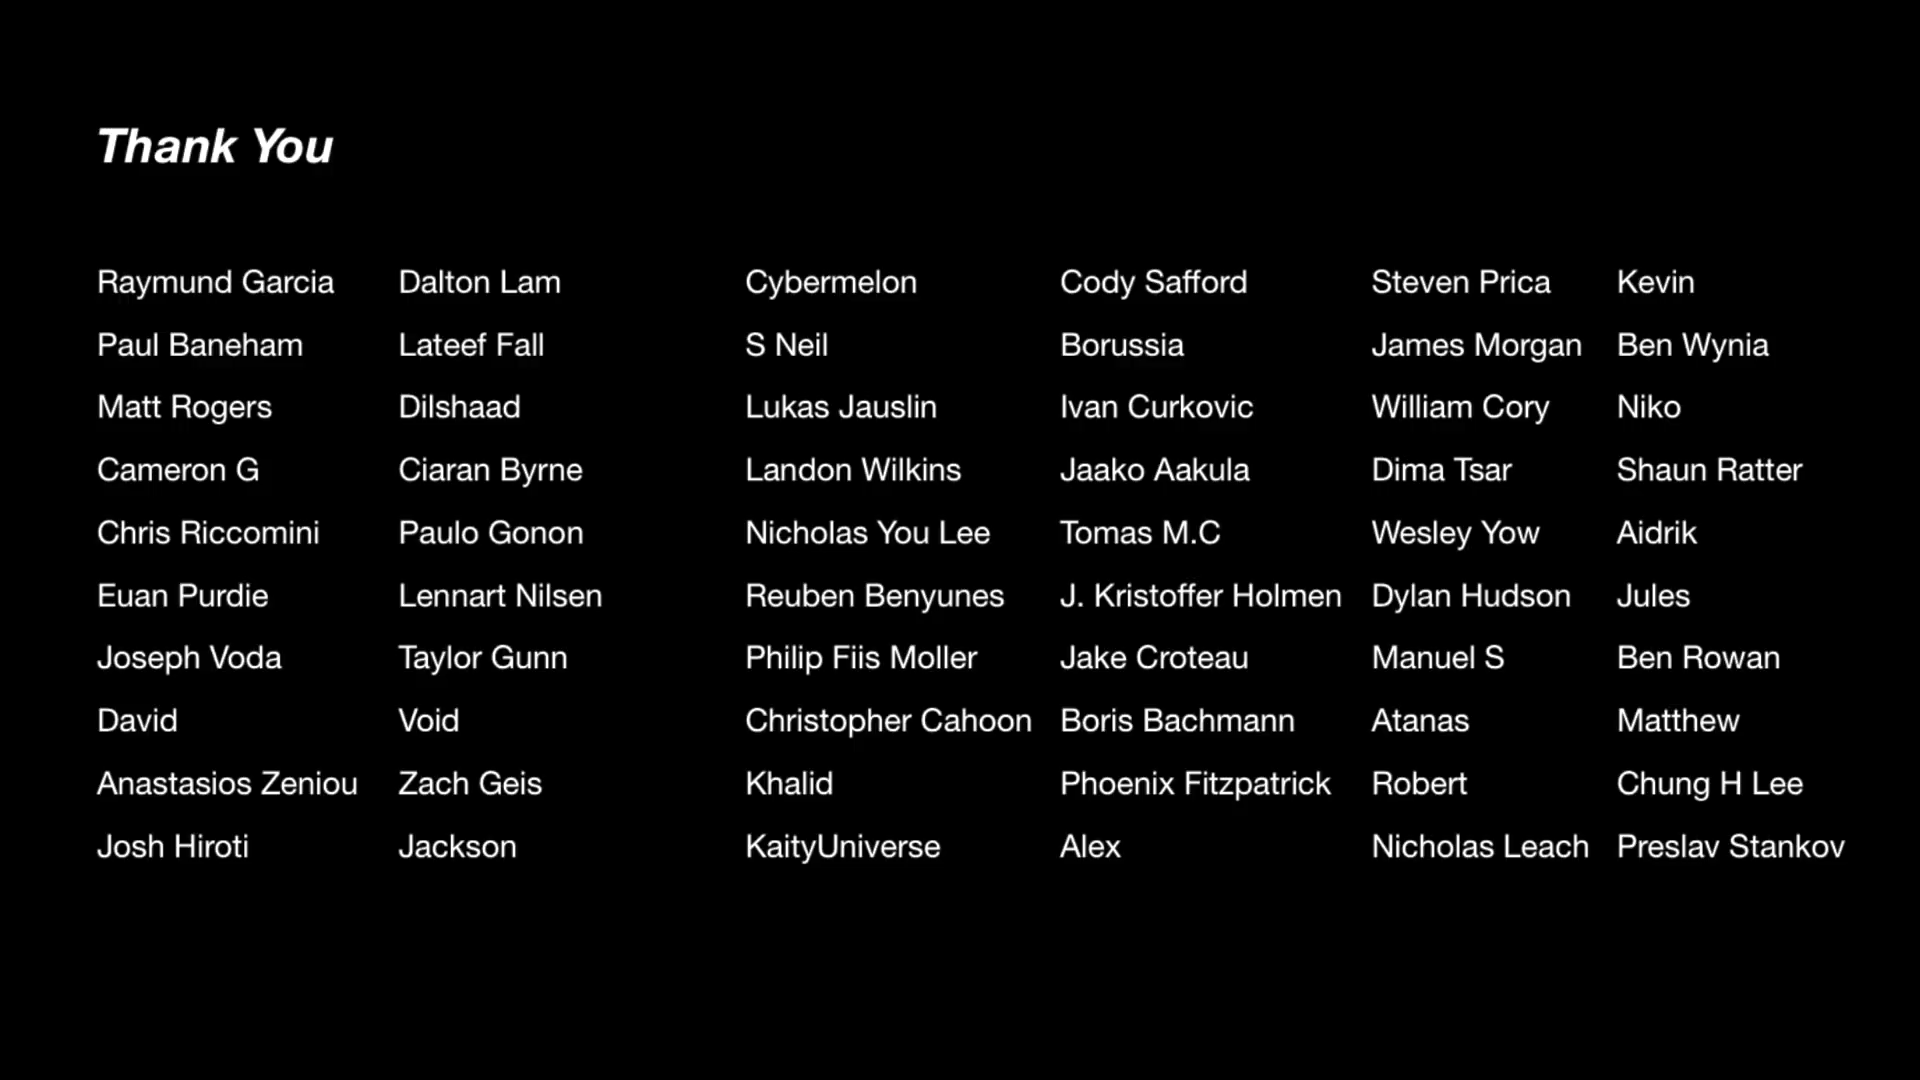 Thank You
Raymund Garcia Dalton Lam Cybermelon Cody Safford Steven Prica Kevin
Paul Baneham Lateef Fall S Neil Borussia James Morgan Ben Wynia
Matt Rogers Dilshaad Lukas Jauslin Ivan Curkovic William Cory Niko
Cameron G Ciaran Byrne Landon Wilkins Jaako Aakula Dima Tsar Shaun Ratter
Chris Riccomini Paulo Gonon Nicholas You Lee Tomas M.C Wesley Yow Aidrik
Euan Purdie Lennart Nilsen Reuben Benyunes J. Kristoffer Holmen Dylan Hudson Jules
Joseph Voda Taylor Gunn Philip Fiis Moller Jake Croteau Manuel S Ben Rowan
David Void Christopher Cahoon Boris Bachmann Atanas Matthew
Anastasios Zeniou Zach Geis Khalid Phoenix Fitzpatrick Robert Chung H Lee
Josh Hiroti Jackson KaityUniverse Alex Nicholas Leach Preslav Stankov